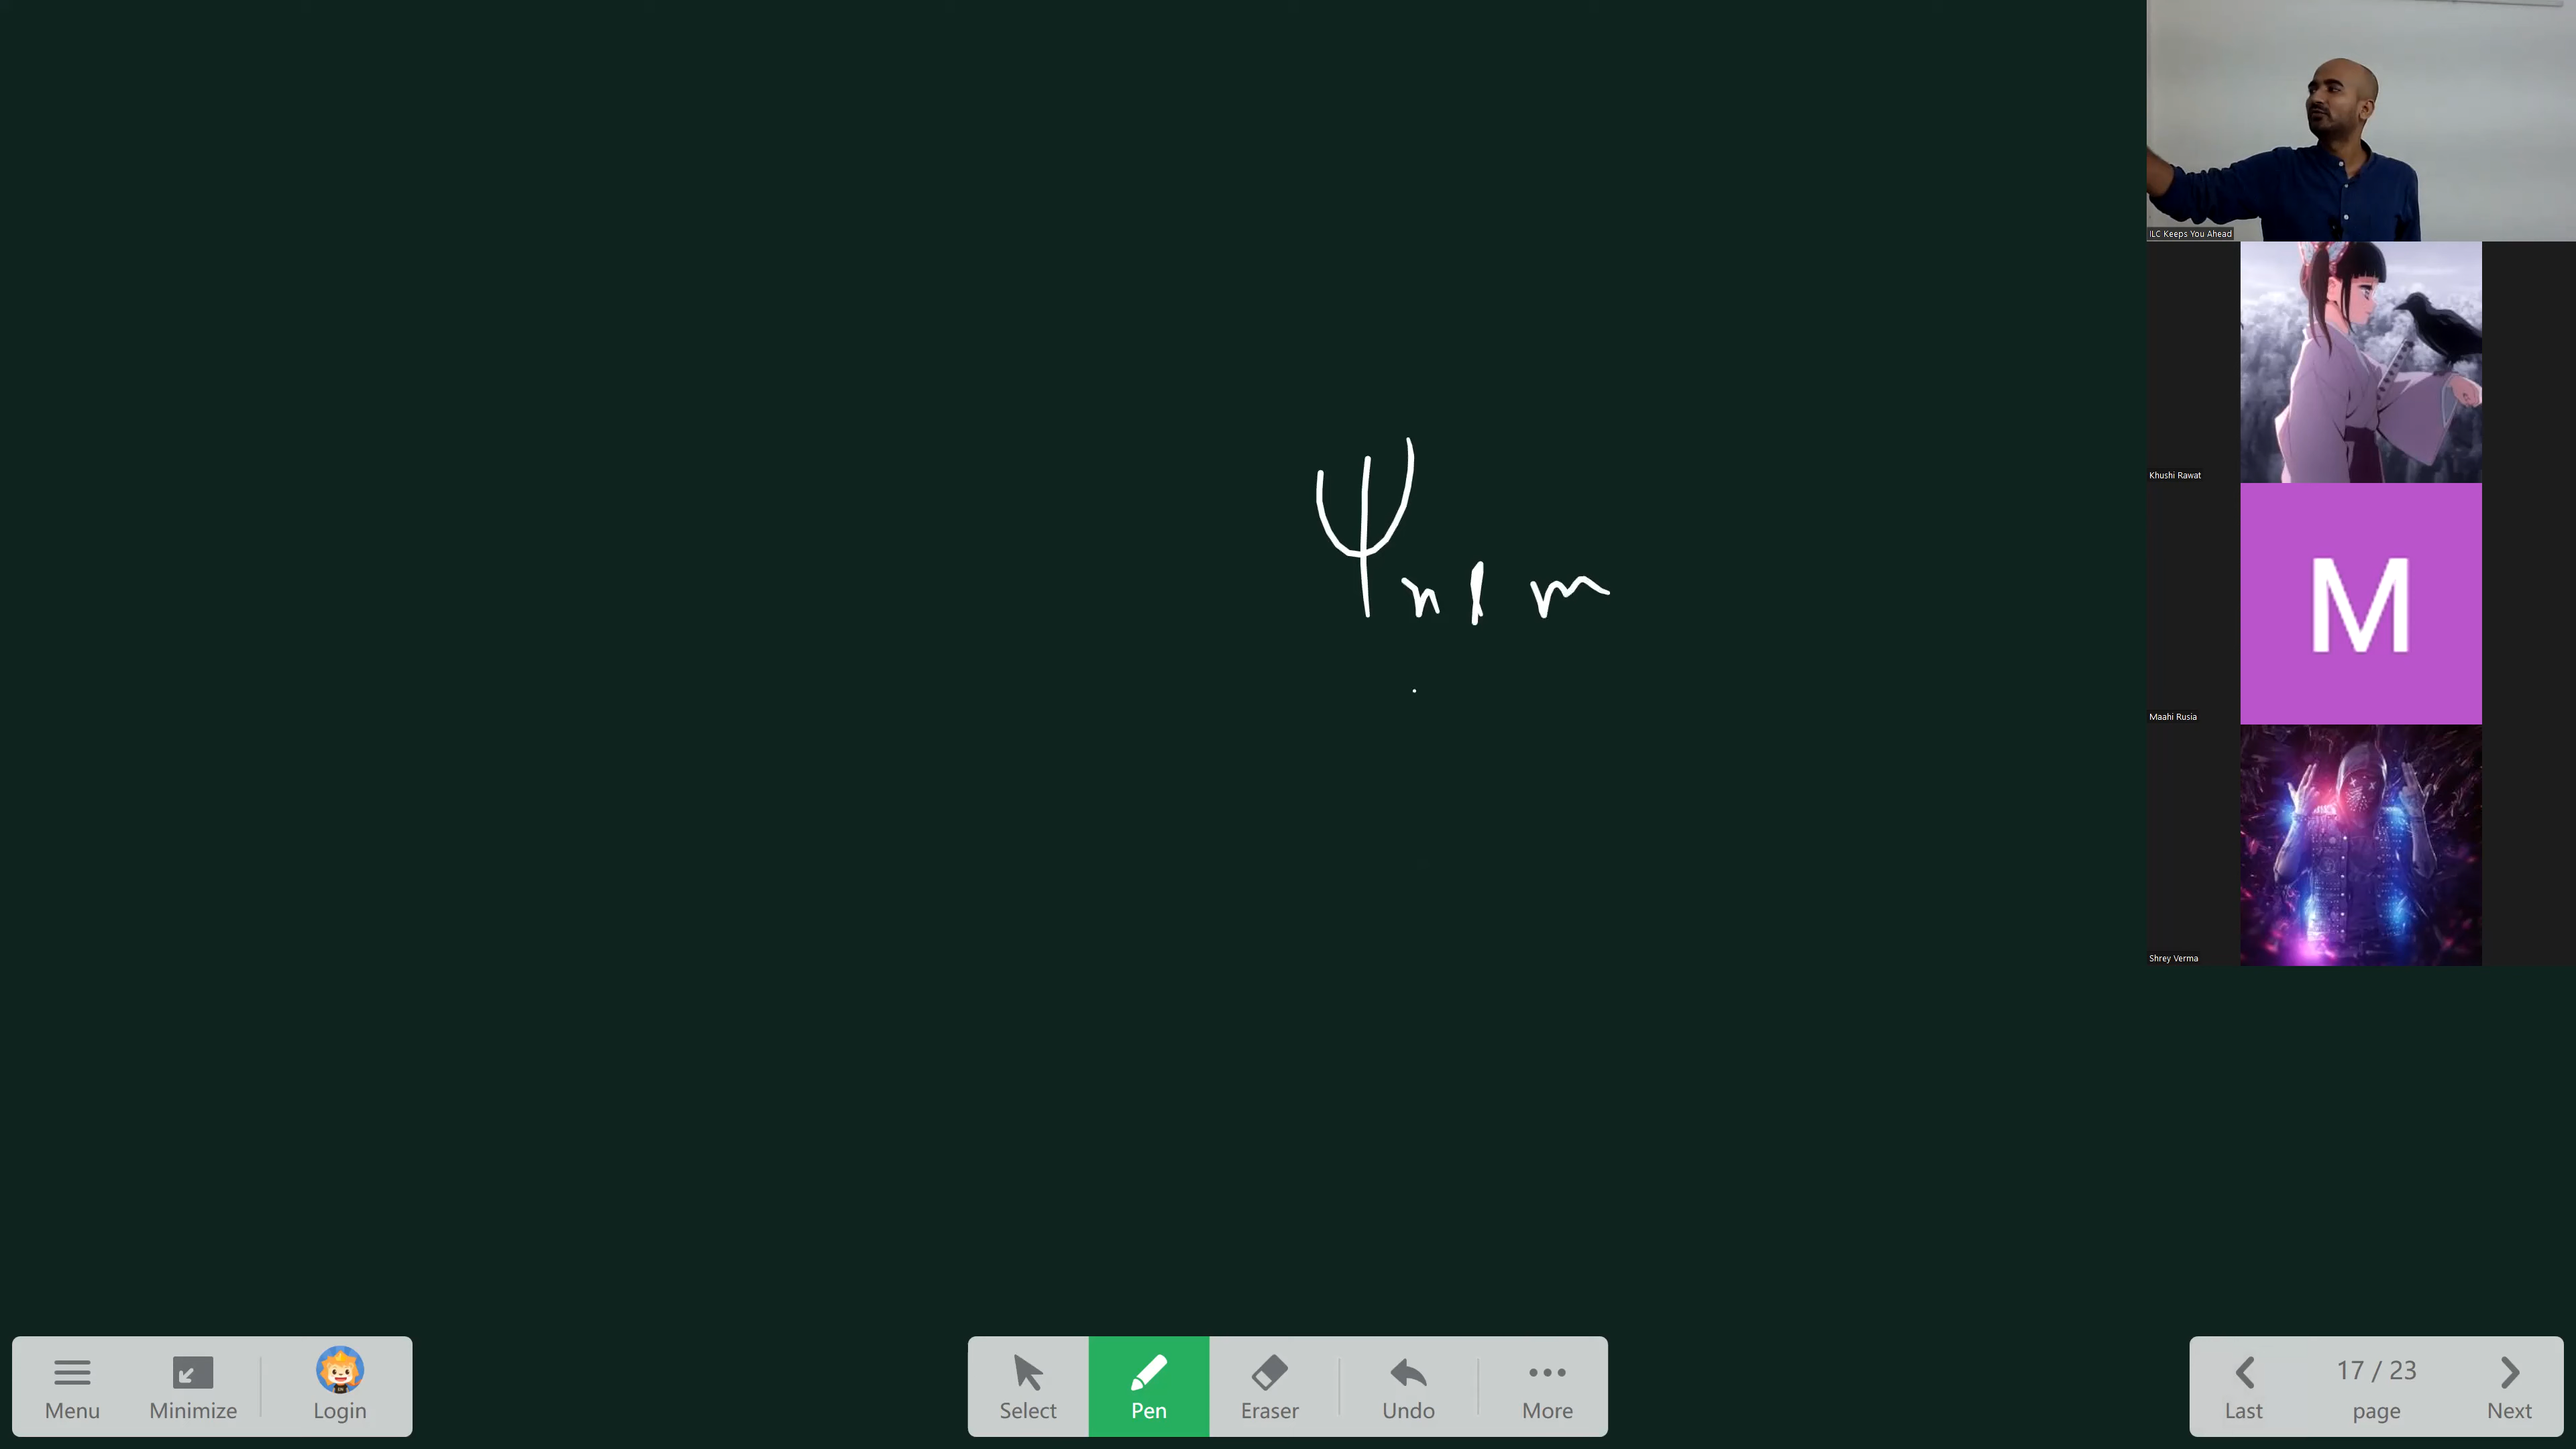 ILC Keeps You Ahead
Khushi Rawat
M
Maahi Rusia
Shrey Verma
ψ n l m
Menu
Minimize
Login
Select
Pen
Eraser
Undo
More
Last
17 / 23
page
Next